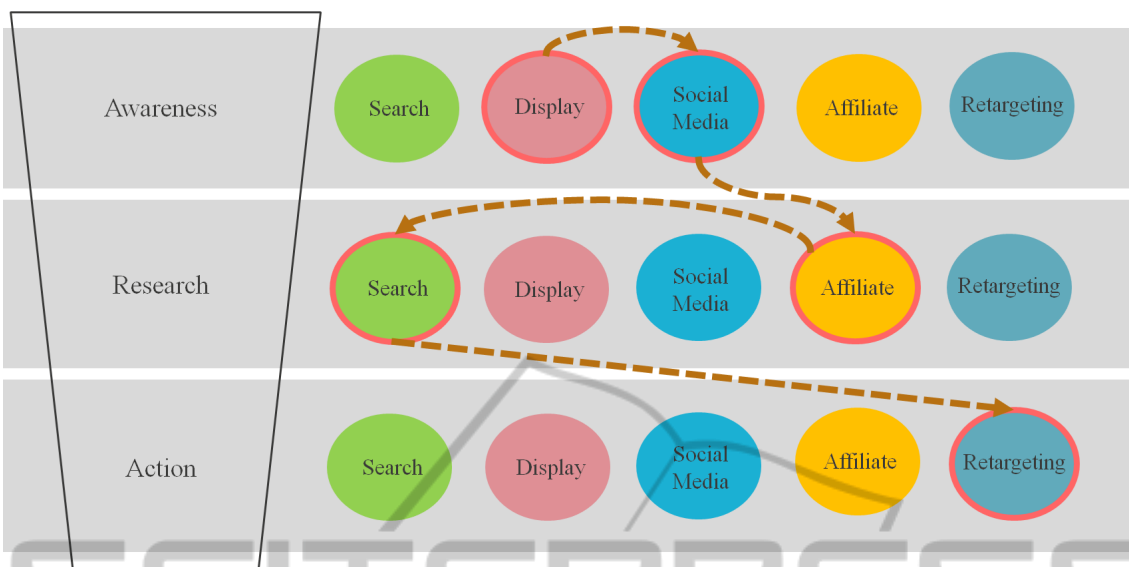 Awareness
Search
Display
Social
Media
Affiliate
Retargeting
Research
Search
Display
Social
Media
Affiliate
Retargeting
Action
Search
Display
Social
Media
Affiliate
Retargeting